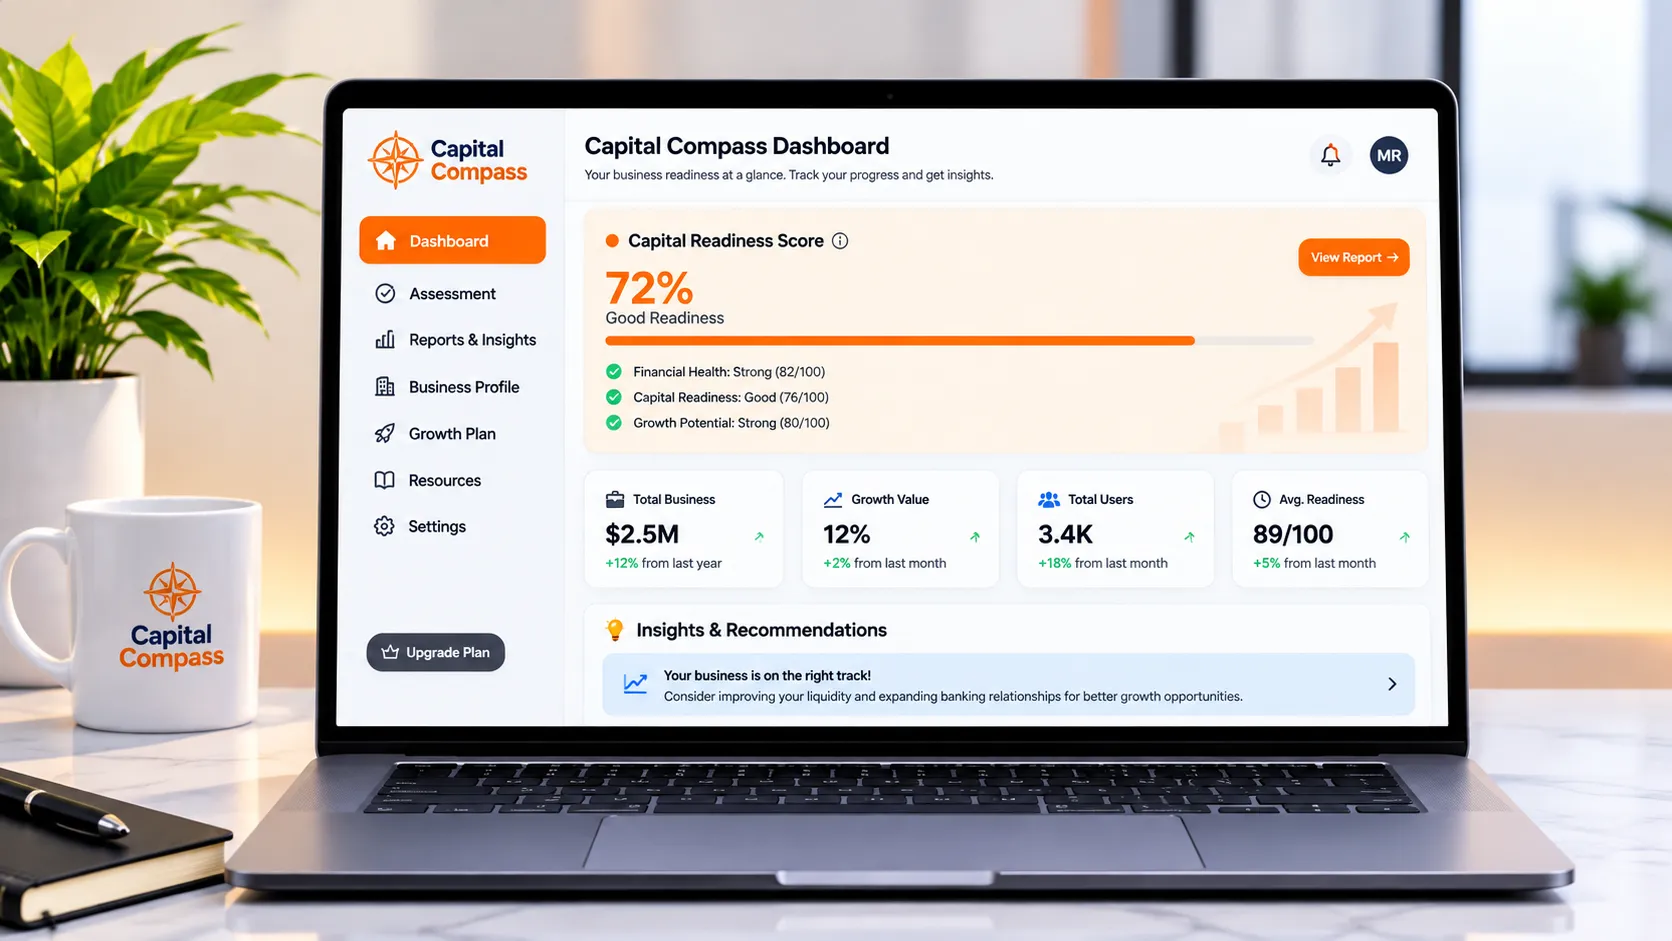 Capital
Compass
Capital Compass Dashboard
Your business readiness at a glance. Track your progress and get insights.
MR
Dashboard
Assessment
Reports & Insights
Business Profile
Growth Plan
Resources
Settings
Upgrade Plan
Capital Readiness Score
View Report →
72%
Good Readiness
Financial Health: Strong (82/100)
Capital Readiness: Good (76/100)
Growth Potential: Strong (80/100)
Total Business
$2.5M
+12% from last year
Growth Value
12%
+2% from last month
Total Users
3.4K
+18% from last month
Avg. Readiness
89/100
+5% from last month
Insights & Recommendations
Your business is on the right track!
Consider improving your liquidity and expanding banking relationships for better growth opportunities.
Capital
Compass